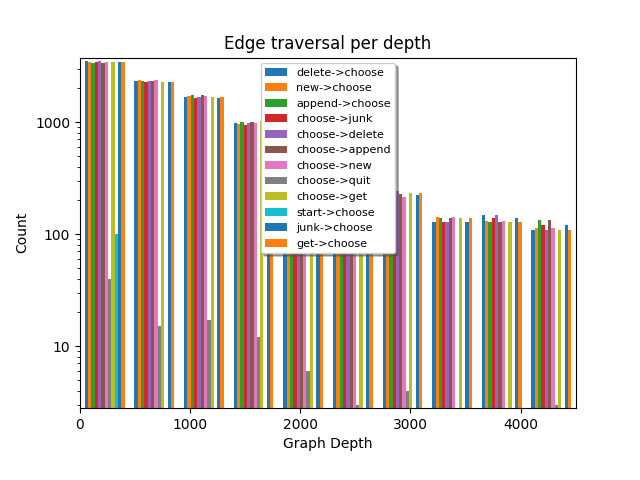 Edge traversal per depth
delete->choose
new->choose
append->choose
choose->junk
choose->delete
choose->append
choose->new
choose->quit
choose->get
start->choose
junk->choose
get->choose
Count
1000
100
10
0 1000 2000 3000 4000
Graph Depth